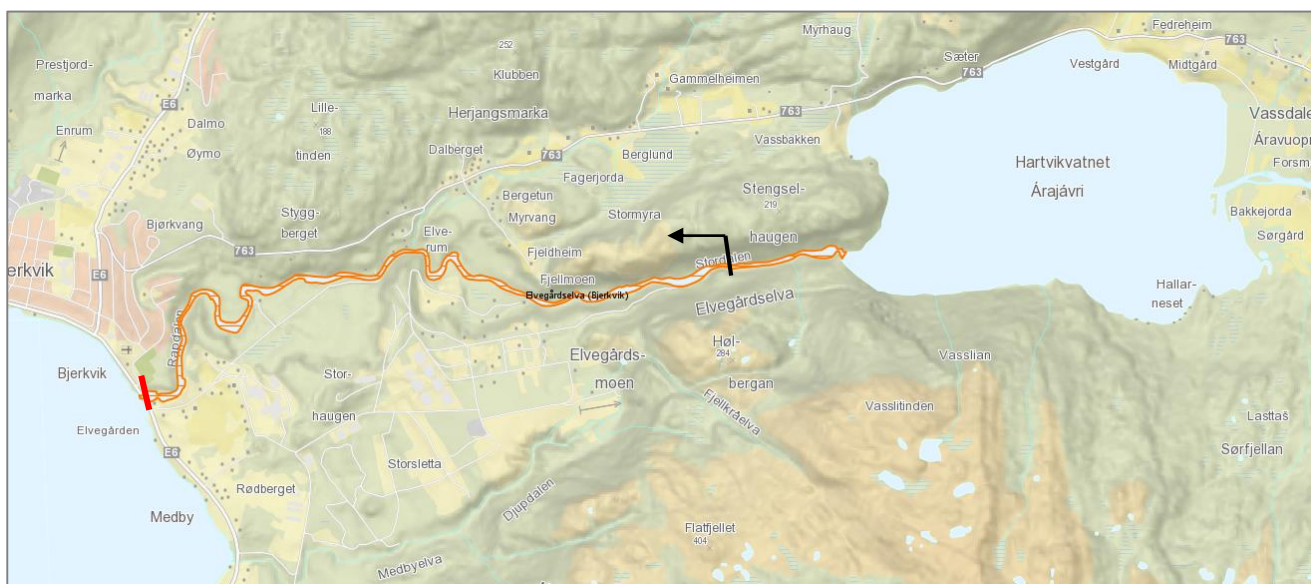 Fedreheim
763
Myrhaug
252
Klubben
Sæter
763
Vestgård
Midtgård
Prestjord-
marka
E6
Gammelheimen
Dalmo
Lille-
188
tinden
Herjangsmarka
763
Vassdale
Enrum
Øymo
Dalberget
763
Vassbakken
Áravuopm
Berglund
Hartvikvatnet
Forsm
Fagerjorda
Árajávri
Bergetun
Stengsel-
219
Myrvang
Stormyra
Bakkejorda
Bjørkvang
Stygg-
berget
Elve-
rum
haugen
Sørgård
763
Fjeldheim
Stordalen
jerkvik
E6
Fjellmoen
Elvegårdselva (Bjerkvik)
Elvegårdselva
Hallar-
neset
Høl-
284
Elvegårds-
moen
Vasslian
Bjerkvik
Stor-
haugen
bergan
Fjellkråelva
Vasslitinden
Lasttaš
Elvegården
E6
Sørfjellan
Storsletta
Rødberget
Djupdalen
Medby
Flatfjellet
404
Medbyelva